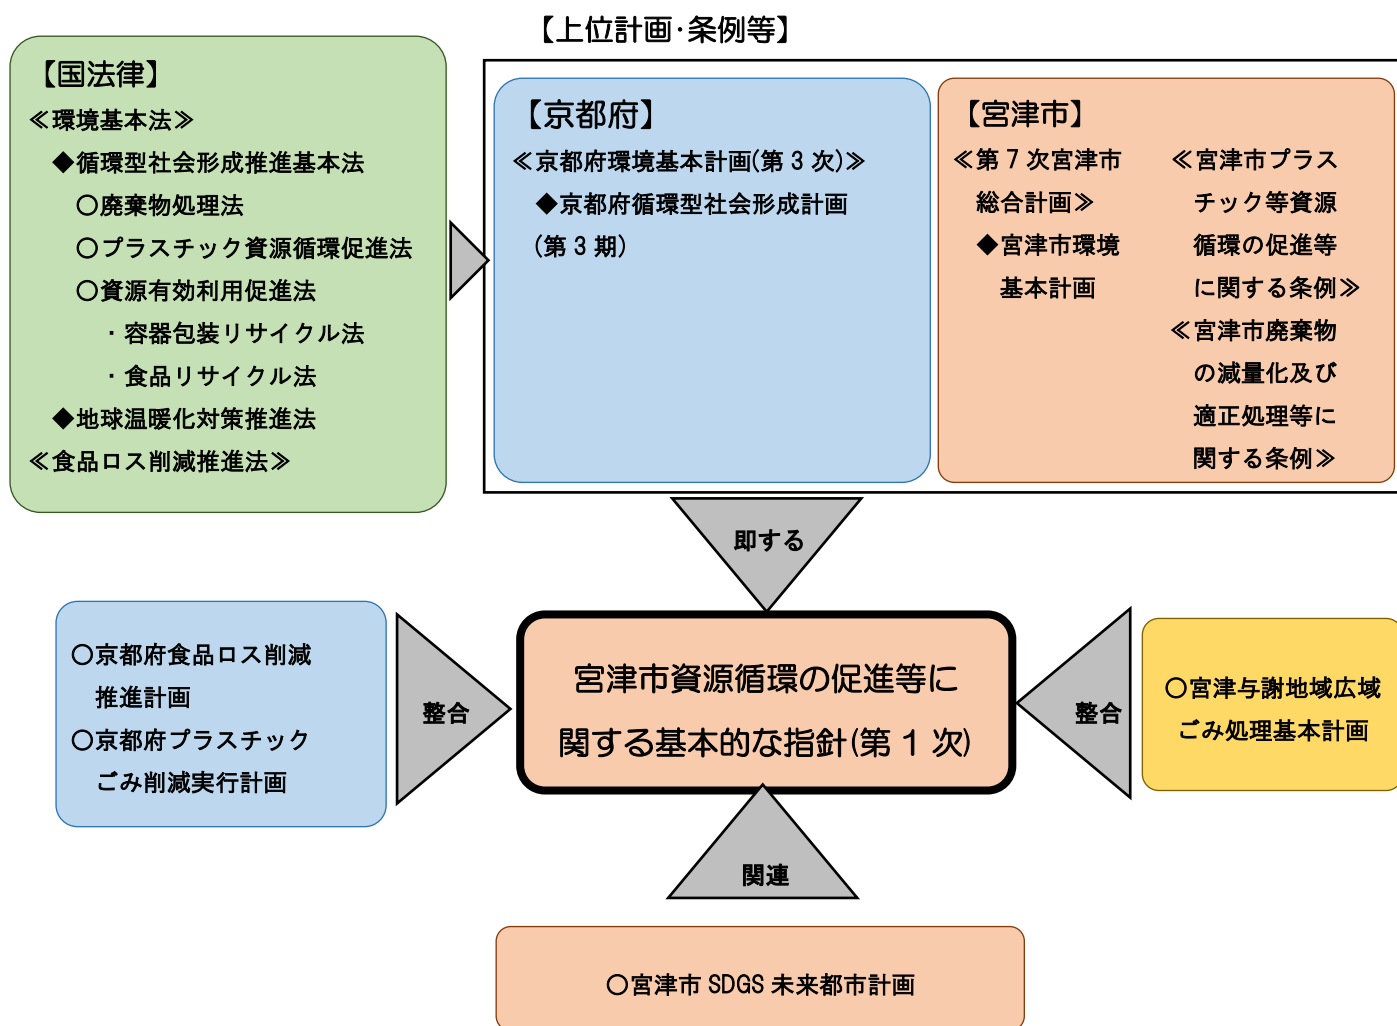 【上位計画・条例等】
【国法律】
≪環境基本法≫
◆循環型社会形成推進基本法
〇廃棄物処理法
〇プラスチック資源循環促進法
〇資源有効利用促進法
・容器包装リサイクル法
・食品リサイクル法
◆地球温暖化対策推進法
≪食品ロス削減推進法≫
【京都府】
≪京都府環境基本計画(第3次)≫
◆京都府循環型社会形成計画
(第3期)
【宮津市】
≪第7次宮津市
総合計画≫
◆宮津市環境
基本計画
≪宮津市プラス
チック等資源
循環の促進等
に関する条例≫
≪宮津市廃棄物
の減量化及び
適正処理等に
関する条例≫
即する
〇京都府食品ロス削減
推進計画
〇京都府プラスチック
ごみ削減実行計画
整合
宮津市資源循環の促進等に
関する基本的な指針(第1次)
整合
〇宮津与謝地域広域
ごみ処理基本計画
関連
〇宮津市 SDGS 未来都市計画